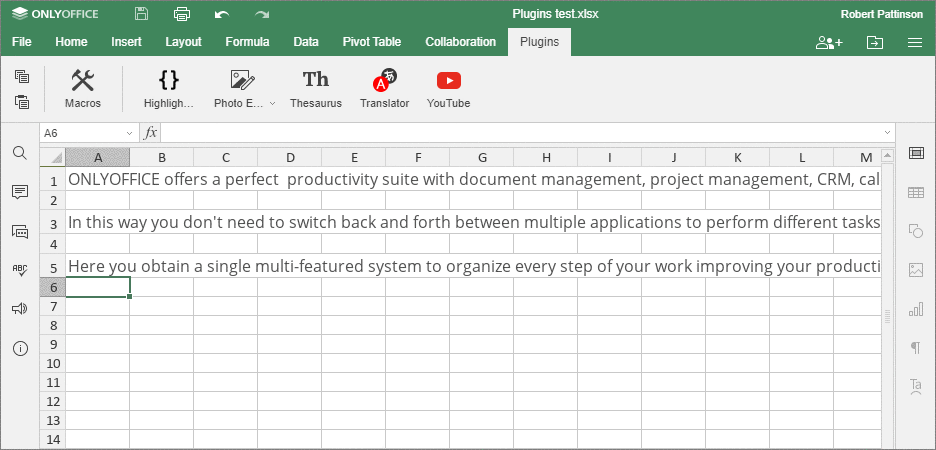 ONLYOFFICE Plugins test.xlsx Robert Pattinson
File Home Insert Layout Formula Data Pivot Table Collaboration Plugins
Macros Highligh... Photo E... Th Thesaurus A Translator YouTube
A6 fx
A B C D E F G H I J K L M
1 ONLYOFFICE offers a perfect productivity suite with document management, project management, CRM, cal
2
3 In this way you don't need to switch back and forth between multiple applications to perform different tasks
4
5 Here you obtain a single multi-featured system to organize every step of your work improving your producti
6
7
8
9
10
11
12
13
14
ABC
Ta